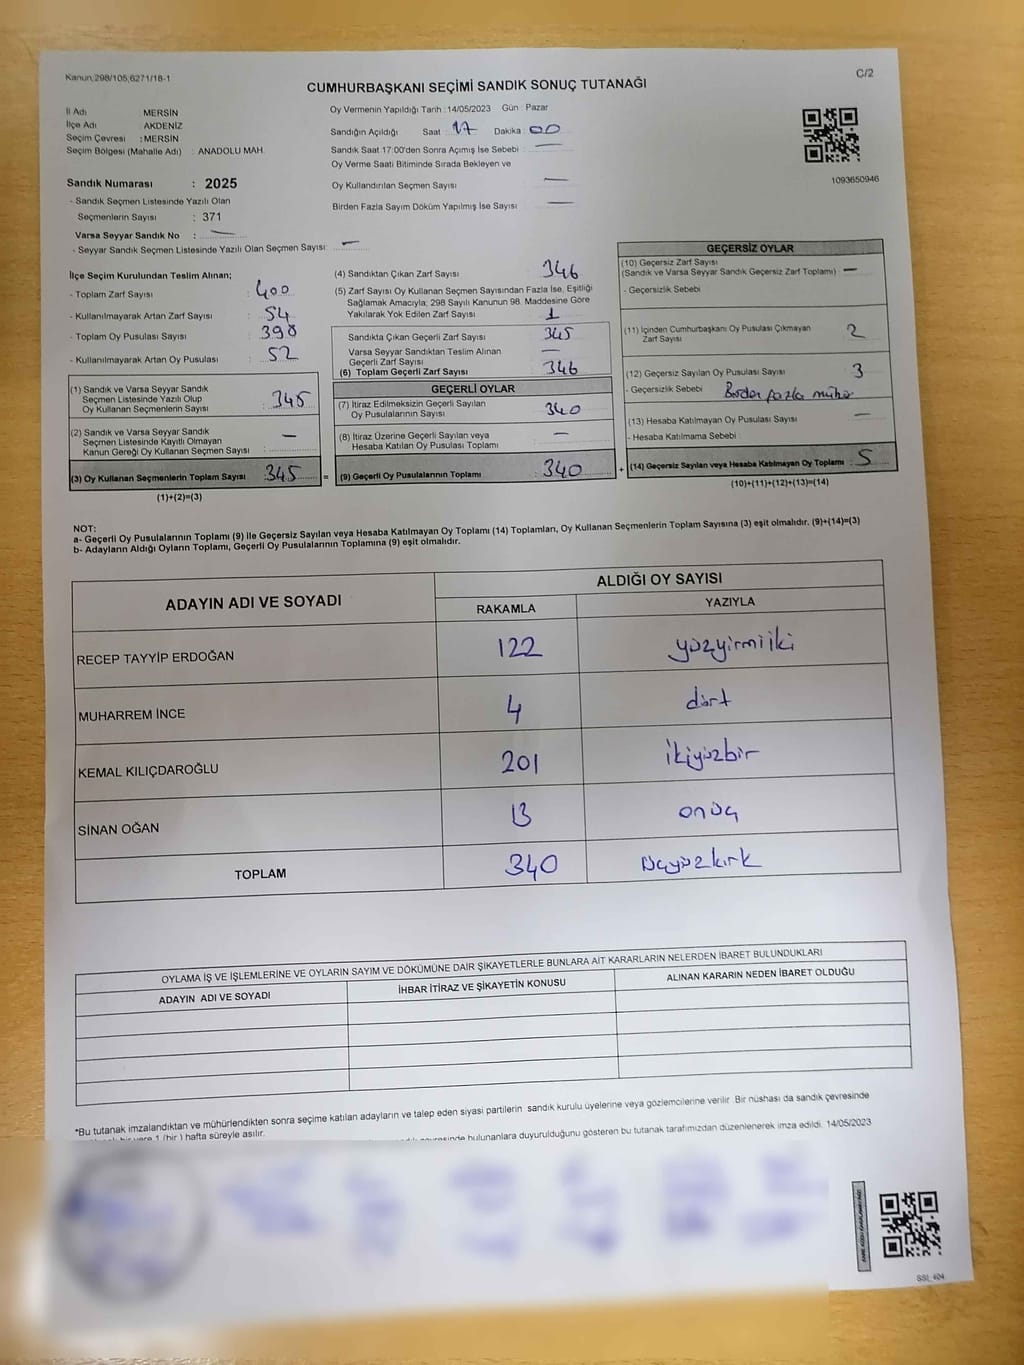 Kanun;298/105;6271/18-1
C/2
CUMHURBAŞKANI SEÇİMİ SANDIK SONUÇ TUTANAĞI
İl Adı : MERSİN
İlçe Adı : AKDENİZ
Seçim Çevresi : MERSİN
Seçim Bölgesi (Mahalle Adı) : ANADOLU MAH.
Sandık Numarası : 2025
- Sandık Seçmen Listesinde Yazılı Olan
Seçmenlerin Sayısı : 371
Varsa Seyyar Sandık No : —
- Seyyar Sandık Seçmen Listesinde Yazılı Olan Seçmen Sayısı: —
Oy Vermenin Yapıldığı Tarih : 14/05/2023 Gün : Pazar
Sandığın Açıldığı Saat : 17 Dakika : 00
Sandık Saat 17:00'den Sonra Açımış İse Sebebi : —
Oy Verme Saati Bitiminde Sırada Bekleyen ve
Oy Kullandırılan Seçmen Sayısı —
Birden Fazla Sayım Döküm Yapılmış İse Sayısı : —
1093650946
İlçe Seçim Kurulundan Teslim Alınan;
- Toplam Zarf Sayısı : 400
- Kullanılmayarak Artan Zarf Sayısı : 54
- Toplam Oy Pusulası Sayısı : 398
- Kullanılmayarak Artan Oy Pusulası : 52
(1) Sandık ve Varsa Seyyar Sandık
Seçmen Listesinde Yazılı Olup
Oy Kullanan Seçmenlerin Sayısı : 345
(2) Sandık ve Varsa Seyyar Sandık
Seçmen Listesinde Kayıtlı Olmayan
Kanun Gereği Oy Kullanan Seçmen Sayısı : —
(3) Oy Kullanan Seçmenlerin Toplam Sayısı : 345 =
(1)+(2)=(3)
(4) Sandıktan Çıkan Zarf Sayısı : 346
(5) Zarf Sayısı Oy Kullanan Seçmen Sayısından Fazla İse, Eşitliği
Sağlamak Amacıyla; 298 Sayılı Kanunun 98. Maddesine Göre
Yakılarak Yok Edilen Zarf Sayısı : 1
Sandıkta Çıkan Geçerli Zarf Sayısı : 345
Varsa Seyyar Sandıktan Teslim Alınan
Geçerli Zarf Sayısı : —
(6) Toplam Geçerli Zarf Sayısı : 346
GEÇERLİ OYLAR
(7) İtiraz Edilmeksizin Geçerli Sayılan
Oy Pusulalarının Sayısı : 340
(8) İtiraz Üzerine Geçerli Sayılan veya
Hesaba Katılan Oy Pusulası Toplamı : —
(9) Geçerli Oy Pusulalarının Toplamı : 340 +
GEÇERSİZ OYLAR
(10) Geçersiz Zarf Sayısı
(Sandık ve Varsa Seyyar Sandık Geçersiz Zarf Toplamı) : —
- Geçersizlik Sebebi :
(11) İçinden Cumhurbaşkanı Oy Pusulası Çıkmayan
Zarf Sayısı : 2
(12) Geçersiz Sayılan Oy Pusulası Sayısı : 3
- Geçersizlik Sebebi : Birden fazla mühür
(13) Hesaba Katılmayan Oy Pusulası Sayısı : —
- Hesaba Katılmama Sebebi :
(14) Geçersiz Sayılan veya Hesaba Katılmayan Oy Toplamı : 5
(10)+(11)+(12)+(13)=(14)
NOT:
a- Geçerli Oy Pusulalarının Toplamı (9) ile Geçersiz Sayılan veya Hesaba Katılmayan Oy Toplamı (14) Toplamları, Oy Kullanan Seçmenlerin Toplam Sayısına (3) eşit olmalıdır. (9)+(14)=(3)
b- Adayların Aldığı Oyların Toplamı, Geçerli Oy Pusulalarının Toplamına (9) eşit olmalıdır.
ADAYIN ADI VE SOYADI
ALDIĞI OY SAYISI
RAKAMLA YAZIYLA
RECEP TAYYİP ERDOĞAN 122 yüzyirmiiki
MUHARREM İNCE 4 dört
KEMAL KILIÇDAROĞLU 201 ikiyüzbir
SİNAN OĞAN 13 onüç
TOPLAM 340 üçyüzkırk
OYLAMA İŞ VE İŞLEMLERİNE VE OYLARIN SAYIM VE DÖKÜMÜNE DAİR ŞİKAYETLERLE BUNLARA AİT KARARLARIN NELERDEN İBARET BULUNDUKLARI
ADAYIN ADI VE SOYADI İHBAR İTİRAZ VE ŞİKAYETİN KONUSU ALINAN KARARIN NEDEN İBARET OLDUĞU
*Bu tutanak imzalandıktan ve mühürlendikten sonra seçime katılan adayların ve talep eden siyasi partilerin sandık kurulu üyelerine veya gözlemcilerine verilir. Bir nüshası da sandık çevresinde
1 (bir) hafta süreyle asılır.
bulunanlara duyurulduğunu gösteren bu tutanak tarafımızdan düzenlenerek imza edildi. 14/05/2023